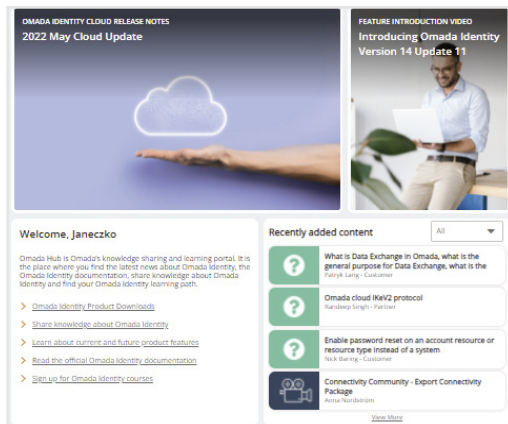 OMADA IDENTITY CLOUD RELEASE NOTES
2022 May Cloud Update
FEATURE INTRODUCTION VIDEO
Introducing Omada Identity
Version 14 Update 11
Welcome, Janeczko
Omada Hub is Omada's knowledge sharing and learning portal. It is
the place where you find the latest news about Omada Identity, the
Omada Identity documentation, share knowledge about Omada
Identity and find your Omada Identity learning path.
Omada Identity Product Downloads
Share knowledge about Omada Identity
Learn about current and future product features
Read the official Omada Identity documentation
Sign up for Omada Identity courses
Recently added content
All
What is Data Exchange in Omada, what is the
general purpose for Data Exchange, what is the
Patryk Lang - Customer
Omada cloud IKeV2 protocol
Randeep Singh - Partner
Enable password reset on an account resource or
resource type instead of a system
Nick Baring - Customer
Connectivity Community - Export Connectivity
Package
Anna Nordström
View More